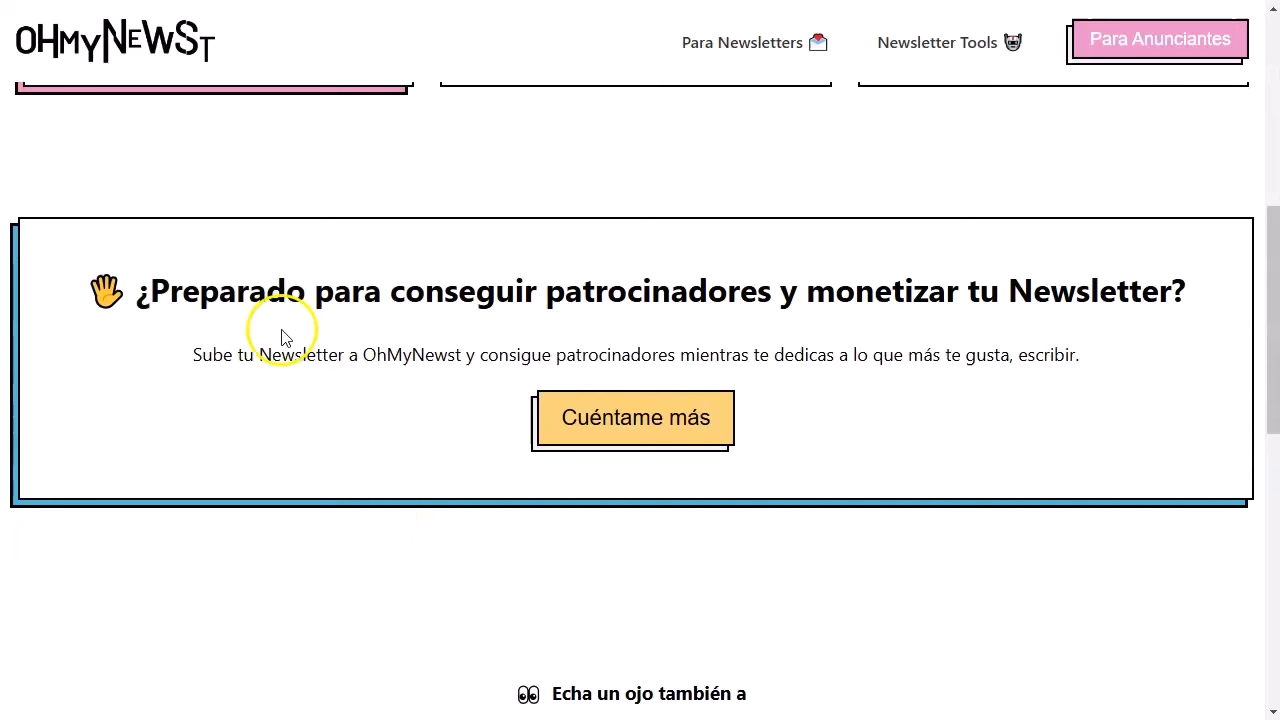 OHMYNEWST
Para Newsletters
Newsletter Tools
Para Anunciantes
¿Preparado para conseguir patrocinadores y monetizar tu Newsletter?
Sube tu Newsletter a OhMyNewst y consigue patrocinadores mientras te dedicas a lo que más te gusta, escribir.
Cuéntame más
Echa un ojo también a